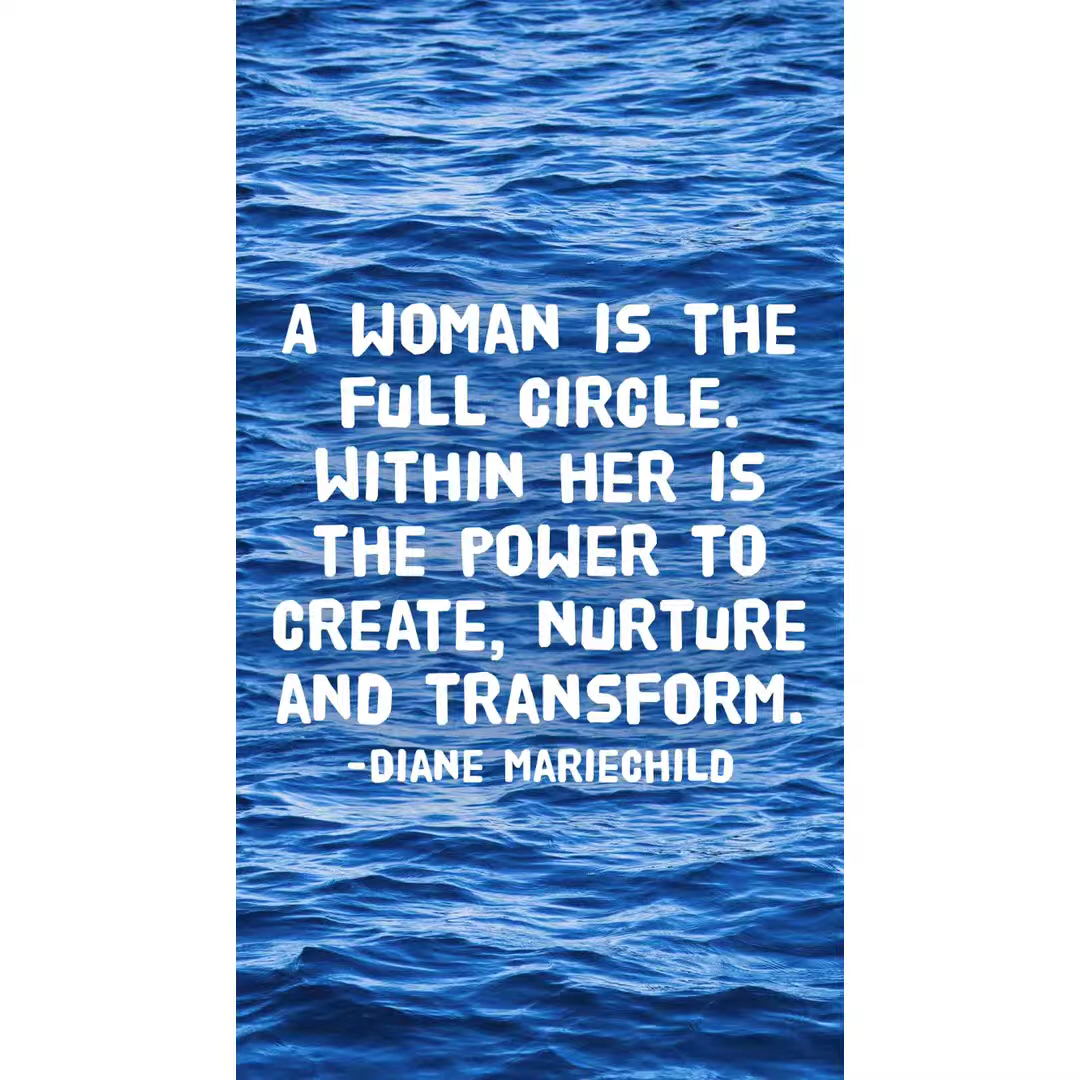 A WOMAN IS THE
FULL CIRCLE.
WITHIN HER IS
THE POWER TO
CREATE, NURTURE
AND TRANSFORM.
-DIANE MARIECHILD